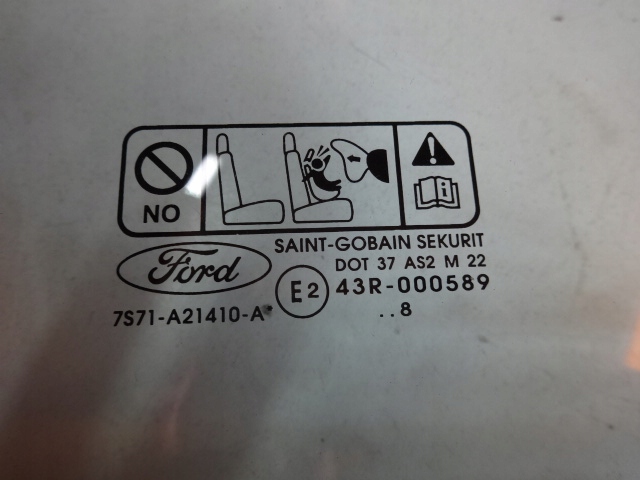 NO
SAINT-GOBAIN SEKURIT
Ford
DOT 37 AS2 M 22
E2 43R-000589
7S71-A21410-A
..8